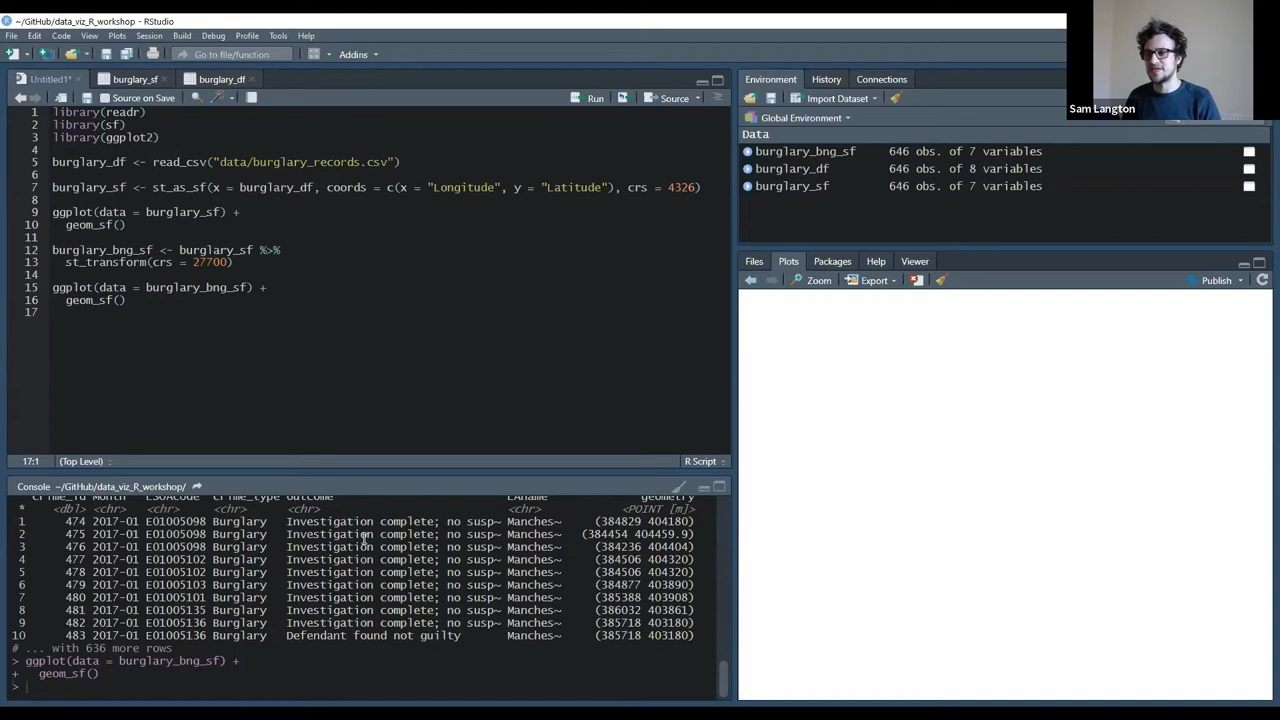 ~/GitHub/data_viz_R_workshop - RStudio
File Edit Code View Plots Session Build Debug Profile Tools Help
Go to file/function Addins
Untitled1* burglary_sf burglary_df
Source on Save Run Source
1 library(readr)
2 library(sf)
3 library(ggplot2)
4
5 burglary_df <- read_csv("data/burglary_records.csv")
6
7 burglary_sf <- st_as_sf(x = burglary_df, coords = c(x = "Longitude", y = "Latitude"), crs = 4326)
8
9 ggplot(data = burglary_sf) +
10 geom_sf()
11
12 burglary_bng_sf <- burglary_sf %>%
13 st_transform(crs = 27700)
14
15 ggplot(data = burglary_bng_sf) +
16 geom_sf()
17
17:1 (Top Level) R Script
Console ~/GitHub/data_viz_R_workshop/
Month Crime_type Outcome geometry
* <dbl> <chr> <chr> <chr> <chr> <chr> <POINT [m]>
1 474 2017-01 E01005098 Burglary Investigation complete; no susp~ Manches~ (384829 404180)
2 475 2017-01 E01005098 Burglary Investigation complete; no susp~ Manches~ (384454 404459.9)
3 476 2017-01 E01005098 Burglary Investigation complete; no susp~ Manches~ (384236 404404)
4 477 2017-01 E01005102 Burglary Investigation complete; no susp~ Manches~ (384506 404320)
5 478 2017-01 E01005102 Burglary Investigation complete; no susp~ Manches~ (384506 404320)
6 479 2017-01 E01005103 Burglary Investigation complete; no susp~ Manches~ (384877 403890)
7 480 2017-01 E01005101 Burglary Investigation complete; no susp~ Manches~ (385388 403908)
8 481 2017-01 E01005135 Burglary Investigation complete; no susp~ Manches~ (386032 403861)
9 482 2017-01 E01005136 Burglary Investigation complete; no susp~ Manches~ (385718 403180)
10 483 2017-01 E01005136 Burglary Defendant found not guilty Manches~ (385718 403180)
# ... with 636 more rows
> ggplot(data = burglary_bng_sf) +
+ geom_sf()
>
Environment History Connections
Import Dataset
Global Environment
Data
burglary_bng_sf 646 obs. of 7 variables
burglary_df 646 obs. of 8 variables
burglary_sf 646 obs. of 7 variables
Files Plots Packages Help Viewer
Zoom Export Publish
Sam Langton